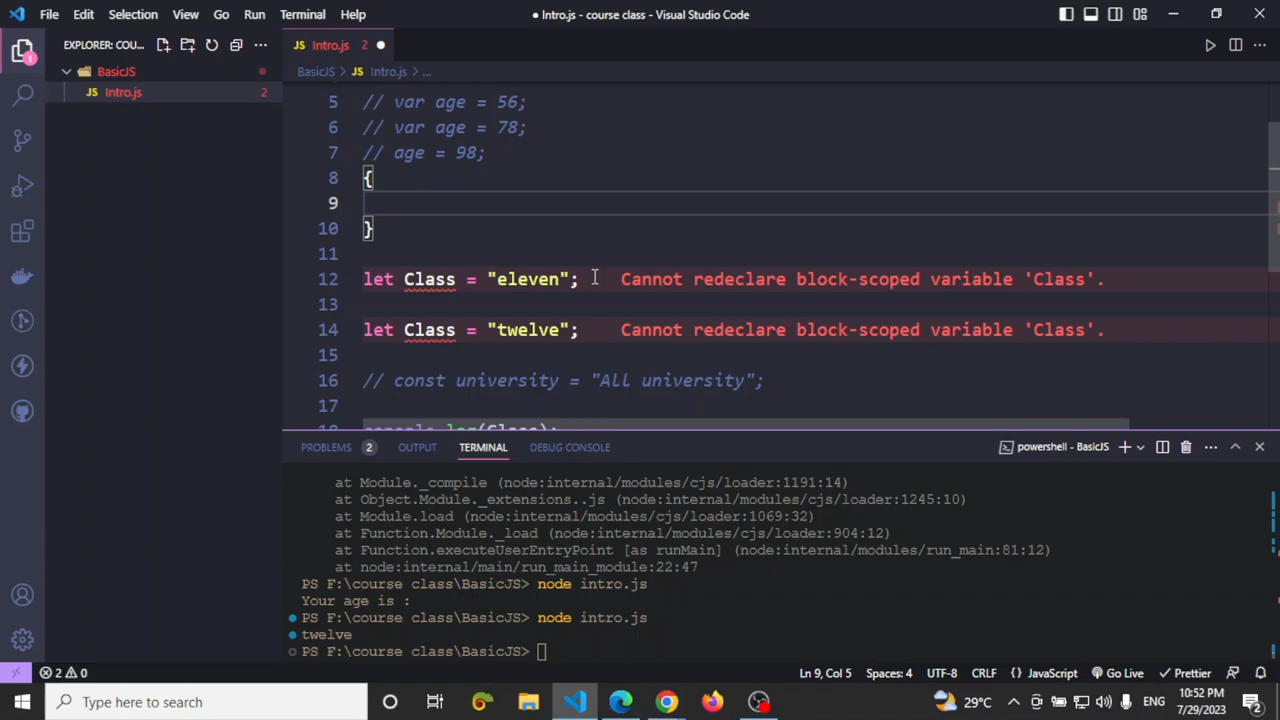 File Edit Selection View Go Run Terminal Help
● Intro.js - course class - Visual Studio Code
EXPLORER: COU...
JS Intro.js 2 ●
BasicJS
JS Intro.js 2
BasicJS > JS Intro.js > ...
5 // var age = 56;
6 // var age = 78;
7 // age = 98;
8 {
9
10 }
11
12 let Class = "eleven"; Cannot redeclare block-scoped variable 'Class'.
13
14 let Class = "twelve"; Cannot redeclare block-scoped variable 'Class'.
15
16 // const university = "All university";
17
18 console.log(Class);
PROBLEMS 2 OUTPUT TERMINAL DEBUG CONSOLE
powershell - BasicJS
at Module._compile (node:internal/modules/cjs/loader:1191:14)
at Object.Module._extensions..js (node:internal/modules/cjs/loader:1245:10)
at Module.load (node:internal/modules/cjs/loader:1069:32)
at Function.Module._load (node:internal/modules/cjs/loader:904:12)
at Function.executeUserEntryPoint [as runMain] (node:internal/modules/run_main:81:12)
at node:internal/main/run_main_module:22:47
PS F:\course class\BasicJS> node intro.js
Your age is :
PS F:\course class\BasicJS> node intro.js
twelve
PS F:\course class\BasicJS>
2 0
Ln 9, Col 5 Spaces: 4 UTF-8 CRLF {} JavaScript Go Live Prettier
Type here to search
29°C
ENG
10:52 PM
7/29/2023
2
1